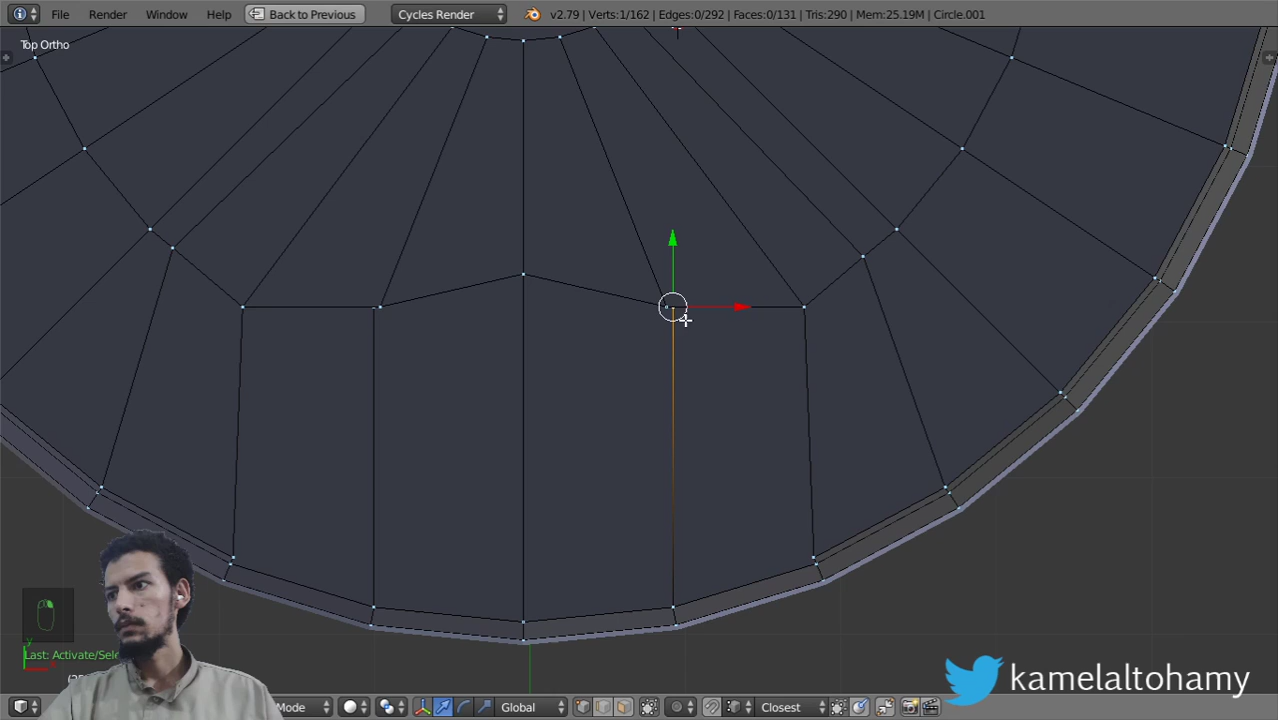 File Render Window Help Back to Previous Cycles Render v2.79 | Verts:1/162 | Edges:0/292 | Faces:0/131 | Tris:290 | Mem:25.19M | Circle.001
Top Ortho
y
Last: Activate/Sele
kamelaltohamy
Mode Global Closest